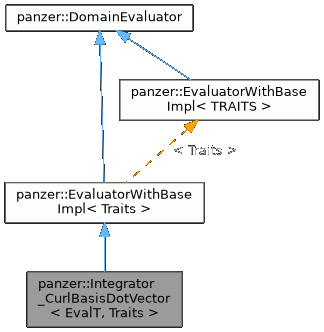 panzer::DomainEvaluator
panzer::EvaluatorWithBase
Impl< TRAITS >
< Traits >
panzer::EvaluatorWithBase
Impl< Traits >
panzer::Integrator
_CurlBasisDotVector
< EvalT, Traits >